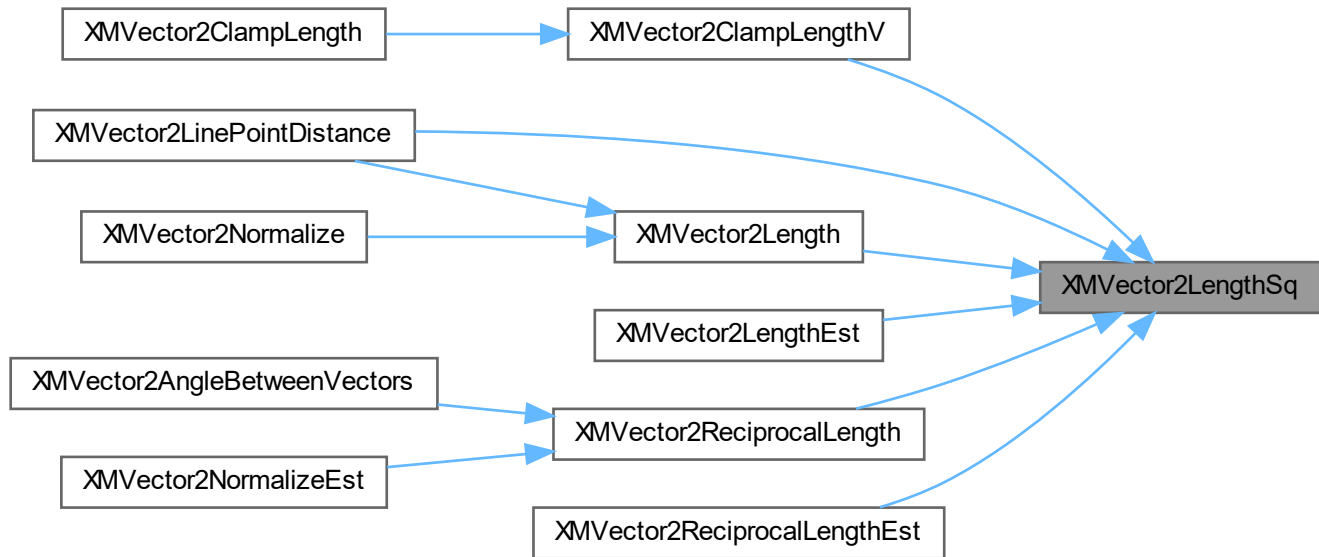 XMVector2ClampLength
XMVector2ClampLengthV
XMVector2LinePointDistance
XMVector2Normalize
XMVector2Length
XMVector2LengthSq
XMVector2LengthEst
XMVector2AngleBetweenVectors
XMVector2ReciprocalLength
XMVector2NormalizeEst
XMVector2ReciprocalLengthEst